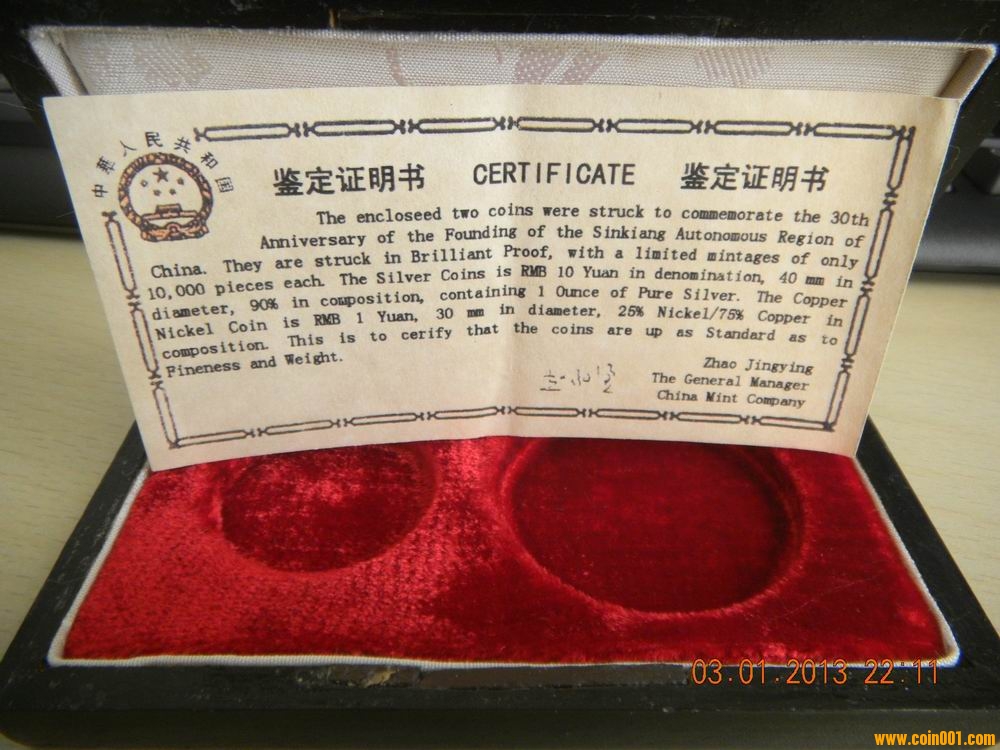 中華人民共和国
鉴定证明书 CERTIFICATE 鉴定证明书
The encloseed two coins were struck to commemorate the 30th
Anniversary of the Founding of the Sinkiang Autonomous Region of
China. They are struck in Brilliant Proof, with a limited mintages of only
10,000 pieces each. The Silver Coins is RMB 10 Yuan in denomination, 40 mm in
diameter, 90% in composition, containing 1 Ounce of Pure Silver. The Copper
Nickel Coin is RMB 1 Yuan, 30 mm in diameter, 25% Nickel/75% Copper in
composition. This is to cerify that the coins are up as Standard as to
Fineness and Weight.
Zhao Jingying
The General Manager
China Mint Company
03.01.2013 22:11
www.coin001.com